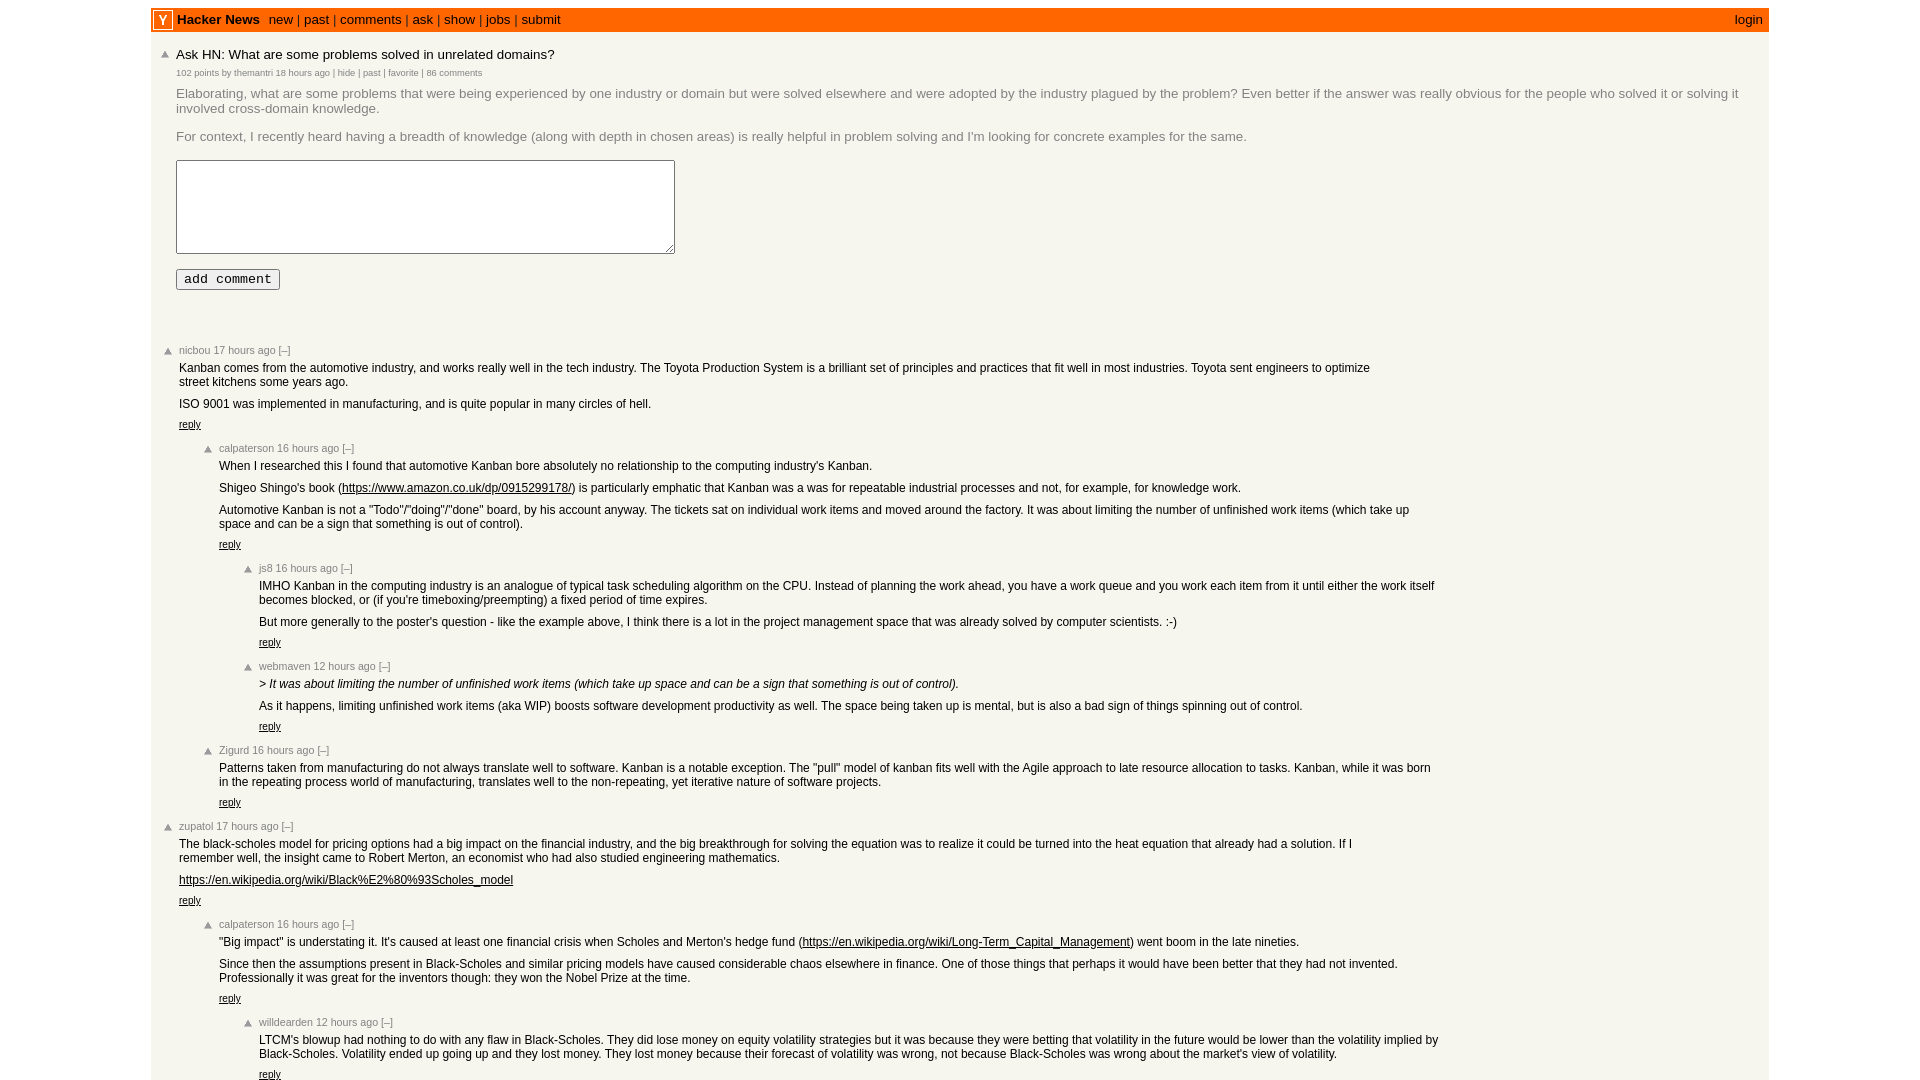 Y Hacker News new | past | comments | ask | show | jobs | submit login
Ask HN: What are some problems solved in unrelated domains?
102 points by themantri 18 hours ago | hide | past | favorite | 86 comments
Elaborating, what are some problems that were being experienced by one industry or domain but were solved elsewhere and were adopted by the industry plagued by the problem? Even better if the answer was really obvious for the people who solved it or solving it
involved cross-domain knowledge.
For context, I recently heard having a breadth of knowledge (along with depth in chosen areas) is really helpful in problem solving and I'm looking for concrete examples for the same.
add comment
nicbou 17 hours ago [–]
Kanban comes from the automotive industry, and works really well in the tech industry. The Toyota Production System is a brilliant set of principles and practices that fit well in most industries. Toyota sent engineers to optimize
street kitchens some years ago.
ISO 9001 was implemented in manufacturing, and is quite popular in many circles of hell.
reply
calpaterson 16 hours ago [–]
When I researched this I found that automotive Kanban bore absolutely no relationship to the computing industry's Kanban.
Shigeo Shingo's book (https://www.amazon.co.uk/dp/0915299178/) is particularly emphatic that Kanban was a was for repeatable industrial processes and not, for example, for knowledge work.
Automotive Kanban is not a "Todo"/"doing"/"done" board, by his account anyway. The tickets sat on individual work items and moved around the factory. It was about limiting the number of unfinished work items (which take up
space and can be a sign that something is out of control).
reply
js8 16 hours ago [–]
IMHO Kanban in the computing industry is an analogue of typical task scheduling algorithm on the CPU. Instead of planning the work ahead, you have a work queue and you work each item from it until either the work itself
becomes blocked, or (if you're timeboxing/preempting) a fixed period of time expires.
But more generally to the poster's question - like the example above, I think there is a lot in the project management space that was already solved by computer scientists. :-)
reply
webmaven 12 hours ago [–]
> It was about limiting the number of unfinished work items (which take up space and can be a sign that something is out of control).
As it happens, limiting unfinished work items (aka WIP) boosts software development productivity as well. The space being taken up is mental, but is also a bad sign of things spinning out of control.
reply
Zigurd 16 hours ago [–]
Patterns taken from manufacturing do not always translate well to software. Kanban is a notable exception. The "pull" model of kanban fits well with the Agile approach to late resource allocation to tasks. Kanban, while it was born
in the repeating process world of manufacturing, translates well to the non-repeating, yet iterative nature of software projects.
reply
zupatol 17 hours ago [–]
The black-scholes model for pricing options had a big impact on the financial industry, and the big breakthrough for solving the equation was to realize it could be turned into the heat equation that already had a solution. If I
remember well, the insight came to Robert Merton, an economist who had also studied engineering mathematics.
https://en.wikipedia.org/wiki/Black%E2%80%93Scholes_model
reply
calpaterson 16 hours ago [–]
"Big impact" is understating it. It's caused at least one financial crisis when Scholes and Merton's hedge fund (https://en.wikipedia.org/wiki/Long-Term_Capital_Management) went boom in the late nineties.
Since then the assumptions present in Black-Scholes and similar pricing models have caused considerable chaos elsewhere in finance. One of those things that perhaps it would have been better that they had not invented.
Professionally it was great for the inventors though: they won the Nobel Prize at the time.
reply
willdearden 12 hours ago [–]
LTCM's blowup had nothing to do with any flaw in Black-Scholes. They did lose money on equity volatility strategies but it was because they were betting that volatility in the future would be lower than the volatility implied by
Black-Scholes. Volatility ended up going up and they lost money. They lost money because their forecast of volatility was wrong, not because Black-Scholes was wrong about the market's view of volatility.
reply